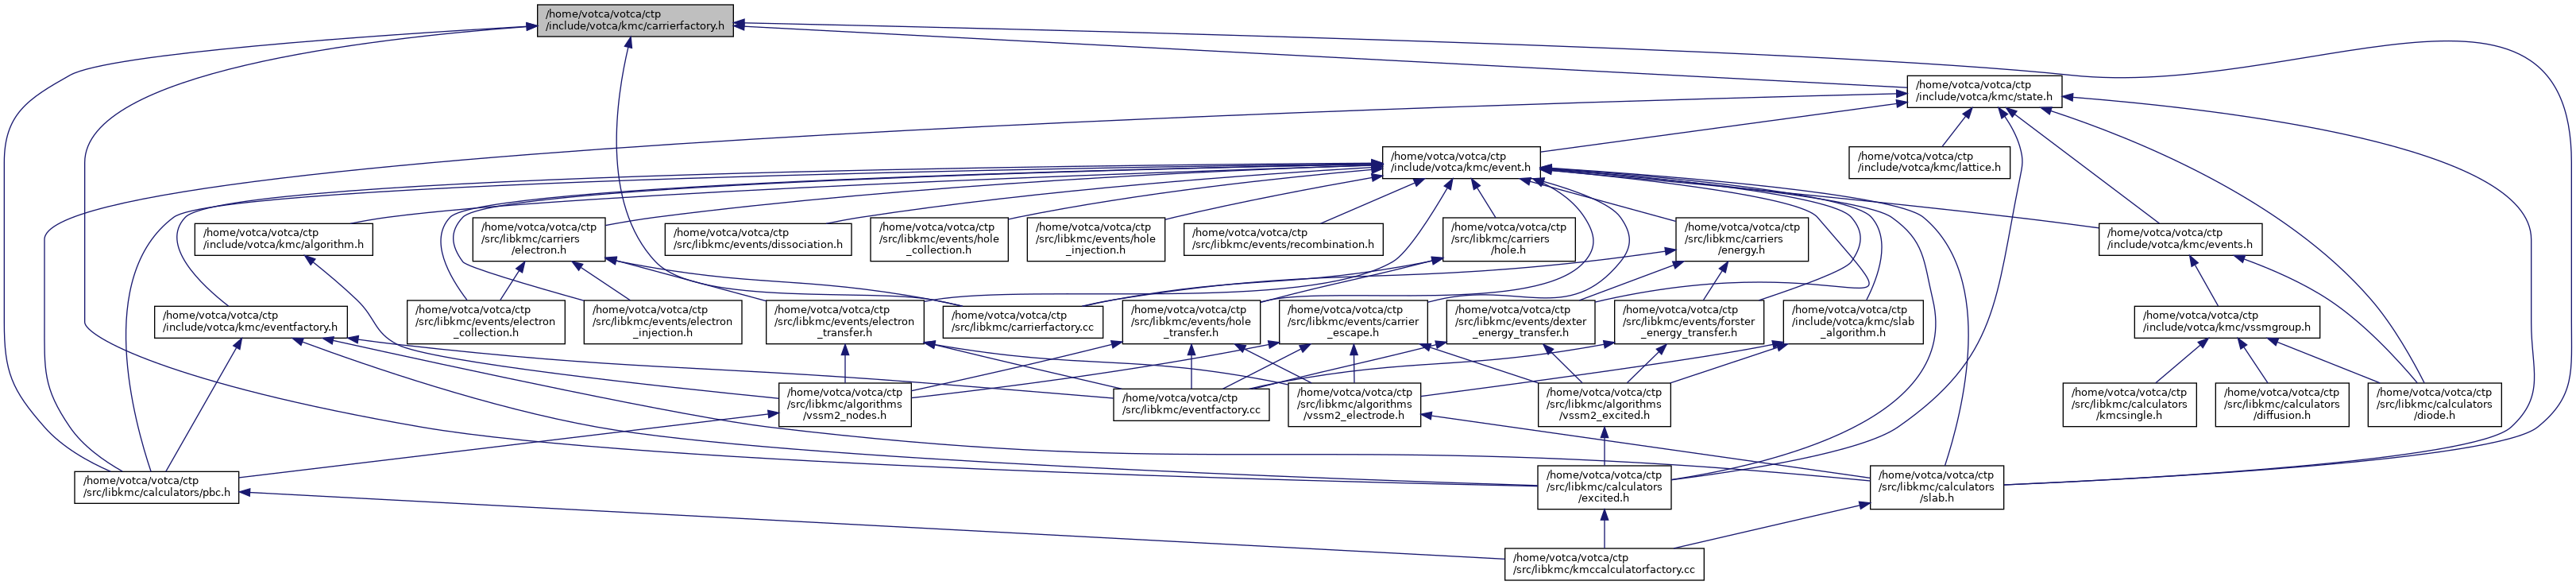 /home/votca/votca/ctp
/include/votca/kmc/carrierfactory.h
/home/votca/votca/ctp
/include/votca/kmc/state.h
/home/votca/votca/ctp
/include/votca/kmc/event.h
/home/votca/votca/ctp
/include/votca/kmc/lattice.h
/home/votca/votca/ctp
/include/votca/kmc/algorithm.h
/home/votca/votca/ctp
/src/libkmc/carriers
/electron.h
/home/votca/votca/ctp
/src/libkmc/events/dissociation.h
/home/votca/votca/ctp
/src/libkmc/events/hole
_collection.h
/home/votca/votca/ctp
/src/libkmc/events/hole
_injection.h
/home/votca/votca/ctp
/src/libkmc/events/recombination.h
/home/votca/votca/ctp
/src/libkmc/carriers
/hole.h
/home/votca/votca/ctp
/src/libkmc/carriers
/energy.h
/home/votca/votca/ctp
/include/votca/kmc/events.h
/home/votca/votca/ctp
/include/votca/kmc/eventfactory.h
/home/votca/votca/ctp
/src/libkmc/events/electron
_collection.h
/home/votca/votca/ctp
/src/libkmc/events/electron
_injection.h
/home/votca/votca/ctp
/src/libkmc/events/electron
_transfer.h
/home/votca/votca/ctp
/src/libkmc/carrierfactory.cc
/home/votca/votca/ctp
/src/libkmc/events/hole
_transfer.h
/home/votca/votca/ctp
/src/libkmc/events/carrier
_escape.h
/home/votca/votca/ctp
/src/libkmc/events/dexter
_energy_transfer.h
/home/votca/votca/ctp
/src/libkmc/events/forster
_energy_transfer.h
/home/votca/votca/ctp
/include/votca/kmc/slab
_algorithm.h
/home/votca/votca/ctp
/include/votca/kmc/vssmgroup.h
/home/votca/votca/ctp
/src/libkmc/algorithms
/vssm2_nodes.h
/home/votca/votca/ctp
/src/libkmc/eventfactory.cc
/home/votca/votca/ctp
/src/libkmc/algorithms
/vssm2_electrode.h
/home/votca/votca/ctp
/src/libkmc/algorithms
/vssm2_excited.h
/home/votca/votca/ctp
/src/libkmc/calculators
/kmcsingle.h
/home/votca/votca/ctp
/src/libkmc/calculators
/diffusion.h
/home/votca/votca/ctp
/src/libkmc/calculators
/diode.h
/home/votca/votca/ctp
/src/libkmc/calculators/pbc.h
/home/votca/votca/ctp
/src/libkmc/calculators
/excited.h
/home/votca/votca/ctp
/src/libkmc/calculators
/slab.h
/home/votca/votca/ctp
/src/libkmc/kmccalculatorfactory.cc